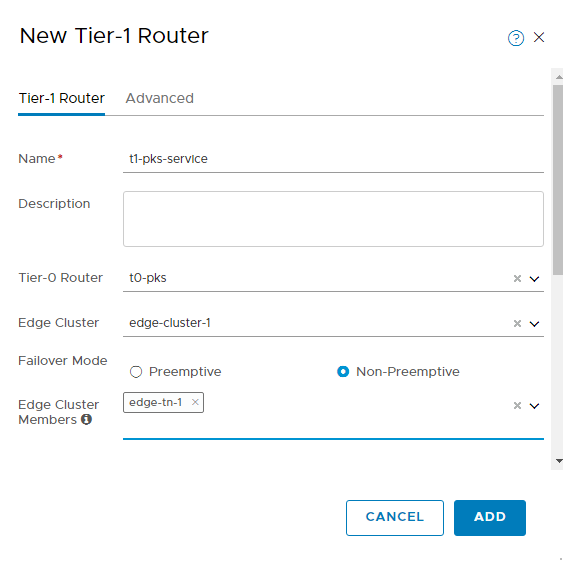 New Tier-1 Router
Tier-1 Router Advanced
Name* t1-pks-service
Description
Tier-0 Router t0-pks
Edge Cluster edge-cluster-1
Failover Mode Preemptive Non-Preemptive
Edge Cluster Members edge-tn-1
CANCEL ADD